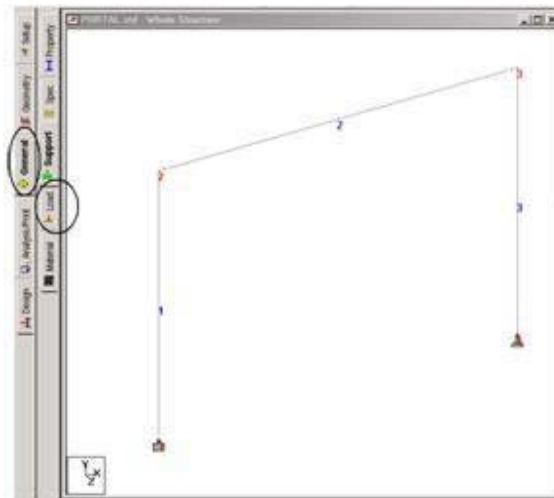 PORTAL.std - Whole Structure
Setup
Geometry
General
Analysis/Print
Design
Property
Spec
Support
Load
Material
2
3
2
3
1
Y
X
Z